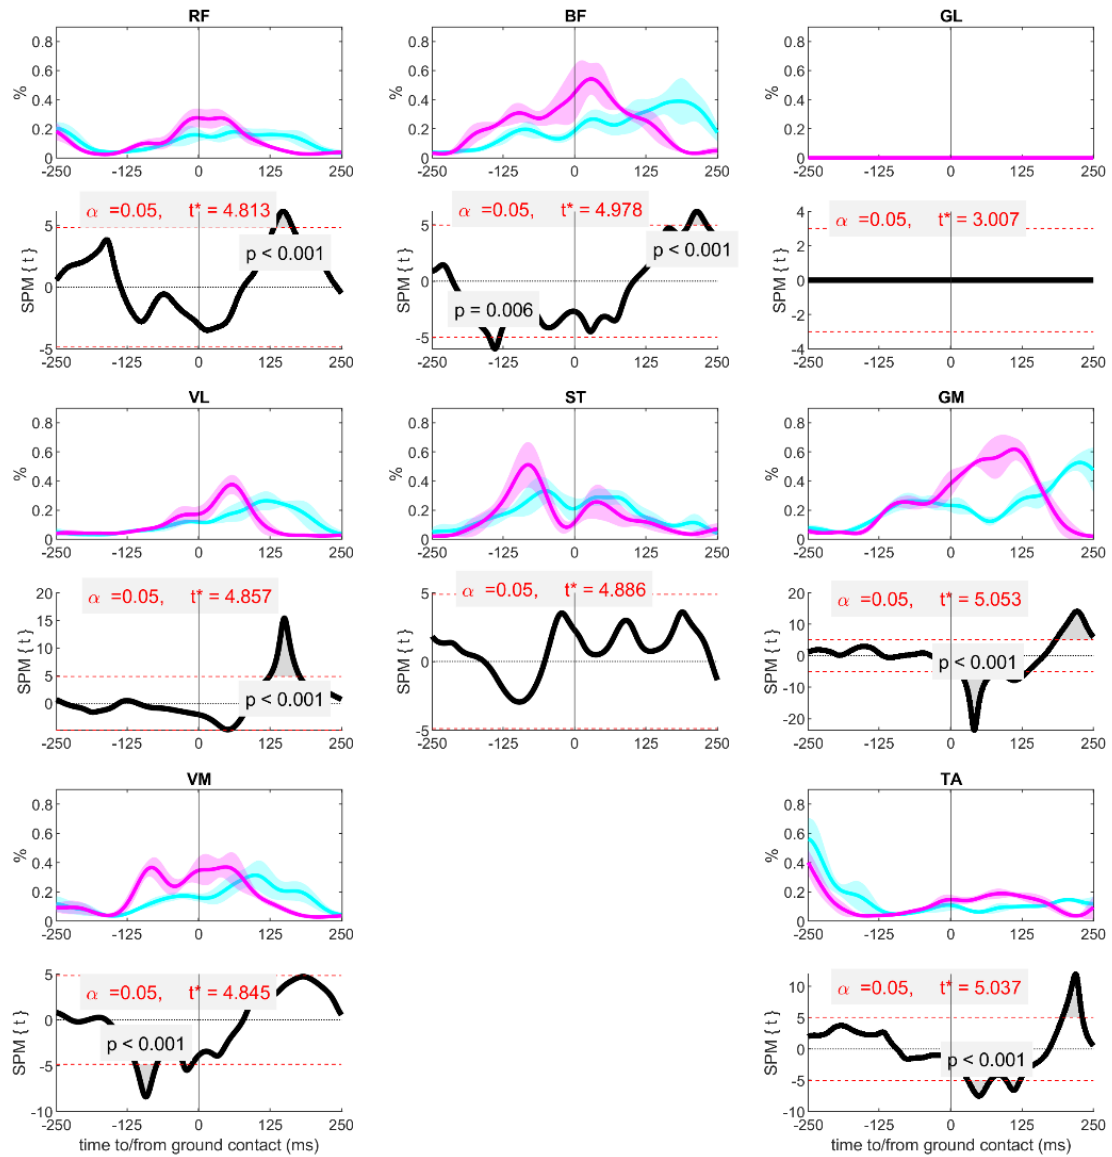 RF
BF
GL
%
0.8
0.6
0.4
0.2
0
-250 -125 0 125 250
%
0.8
0.6
0.4
0.2
0
-250 -125 0 125 250
%
0.8
0.6
0.4
0.2
0
-250 -125 0 125 250
α =0.05, t* = 4.813
SPM { t }
5
0
-5
p < 0.001
-250 -125 0 125 250
α =0.05, t* = 4.978
SPM { t }
5
0
-5
p < 0.001
p = 0.006
-250 -125 0 125 250
α =0.05, t* = 3.007
SPM { t }
4
2
0
-2
-4
-250 -125 0 125 250
VL
ST
GM
%
0.8
0.6
0.4
0.2
0
-250 -125 0 125 250
%
0.8
0.6
0.4
0.2
0
-250 -125 0 125 250
%
0.8
0.6
0.4
0.2
0
-250 -125 0 125 250
α =0.05, t* = 4.857
SPM { t }
20
15
10
5
0
p < 0.001
-250 -125 0 125 250
α =0.05, t* = 4.886
SPM { t }
5
0
-5
-250 -125 0 125 250
α =0.05, t* = 5.053
SPM { t }
20
10
0
-10
-20
p < 0.001
-250 -125 0 125 250
VM
TA
%
0.8
0.6
0.4
0.2
0
-250 -125 0 125 250
%
0.8
0.6
0.4
0.2
0
-250 -125 0 125 250
α =0.05, t* = 4.845
SPM { t }
5
0
-5
-10
p < 0.001
-250 -125 0 125 250
time to/from ground contact (ms)
α =0.05, t* = 5.037
SPM { t }
10
5
0
-5
-10
p < 0.001
-250 -125 0 125 250
time to/from ground contact (ms)